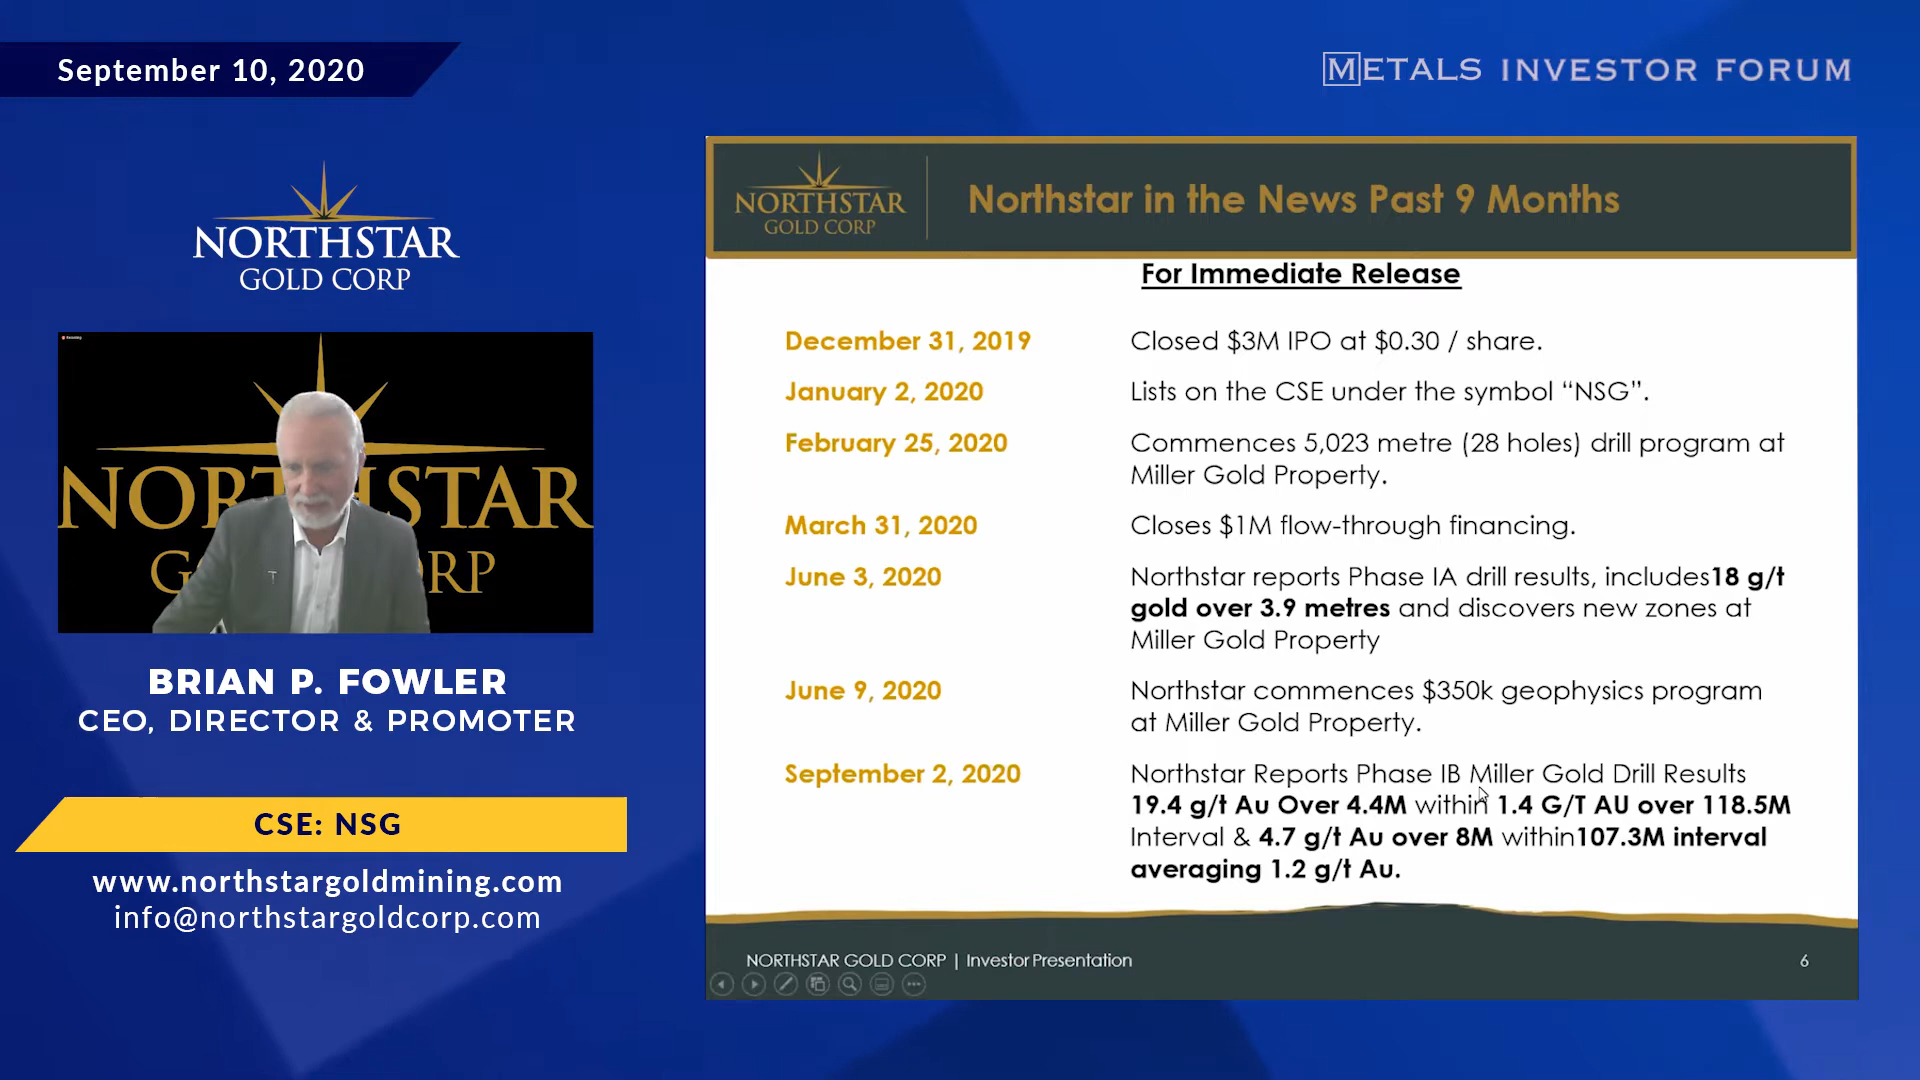 September 10, 2020
METALS INVESTOR FORUM
NORTHSTAR
GOLD CORP
NORTHSTAR
GOLD CORP
Northstar in the News Past 9 Months
For Immediate Release
December 31, 2019
Closed $3M IPO at $0.30 / share.
January 2, 2020
Lists on the CSE under the symbol “NSG”.
February 25, 2020
Commences 5,023 metre (28 holes) drill program at
Miller Gold Property.
March 31, 2020
Closes $1M flow-through financing.
June 3, 2020
Northstar reports Phase IA drill results, includes18 g/t
gold over 3.9 metres and discovers new zones at
Miller Gold Property
June 9, 2020
Northstar commences $350k geophysics program
at Miller Gold Property.
September 2, 2020
Northstar Reports Phase IB Miller Gold Drill Results
19.4 g/t Au Over 4.4M within 1.4 G/T AU over 118.5M
Interval & 4.7 g/t Au over 8M within107.3M interval
averaging 1.2 g/t Au.
NORTHSTAR GOLD CORP | Investor Presentation
6
BRIAN P. FOWLER
CEO, DIRECTOR & PROMOTER
CSE: NSG
www.northstargoldmining.com
info@northstargoldcorp.com